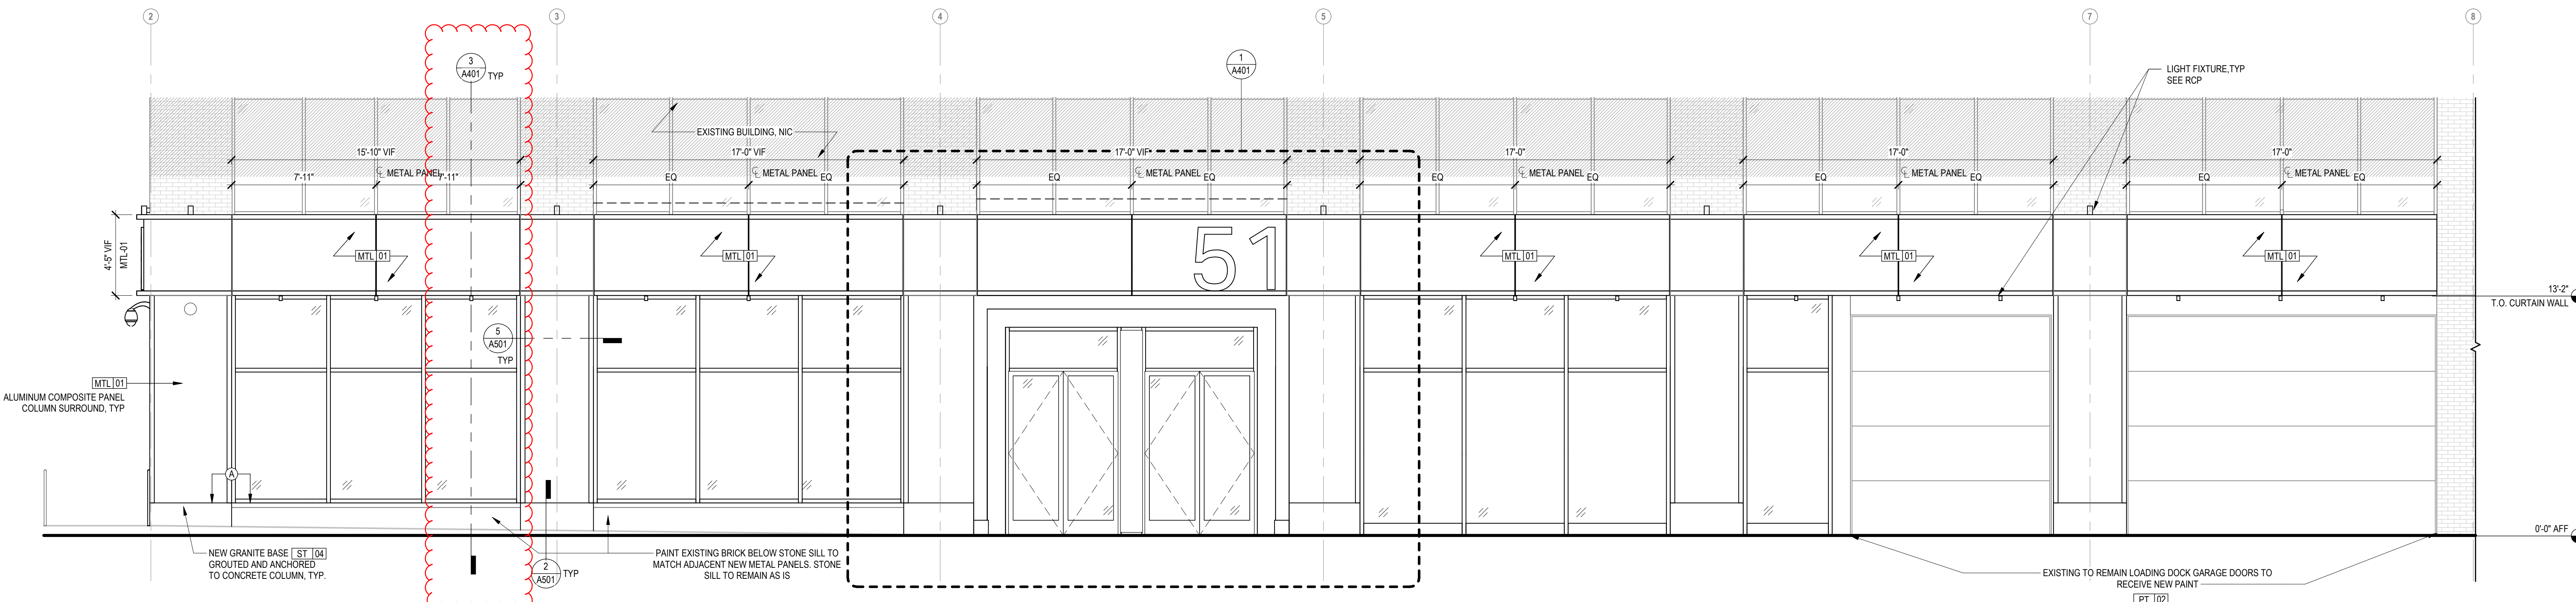 2
3
4
5
7
8
3
A401
TYP
1
A401
LIGHT FIXTURE,TYP
SEE RCP
EXISTING BUILDING, NIC
15'-10" VIF
17'-0" VIF
17'-0" VIF
17'-0"
17'-0"
17'-0"
7'-11"
℄ METAL PANEL
7'-11"
EQ
℄ METAL PANEL
EQ
EQ
℄ METAL PANEL
EQ
EQ
℄ METAL PANEL
EQ
EQ
℄ METAL PANEL
EQ
EQ
℄ METAL PANEL
EQ
4'-5" VIF
MTL-01
MTL 01
MTL 01
51
MTL 01
MTL 01
MTL 01
13'-2"
T.O. CURTAIN WALL
5
A501
TYP
MTL 01
ALUMINUM COMPOSITE PANEL
COLUMN SURROUND, TYP
A
0'-0" AFF
NEW GRANITE BASE ST 04
GROUTED AND ANCHORED
TO CONCRETE COLUMN, TYP.
2
A501
TYP
PAINT EXISTING BRICK BELOW STONE SILL TO
MATCH ADJACENT NEW METAL PANELS. STONE
SILL TO REMAIN AS IS
EXISTING TO REMAIN LOADING DOCK GARAGE DOORS TO
RECEIVE NEW PAINT
PT 02